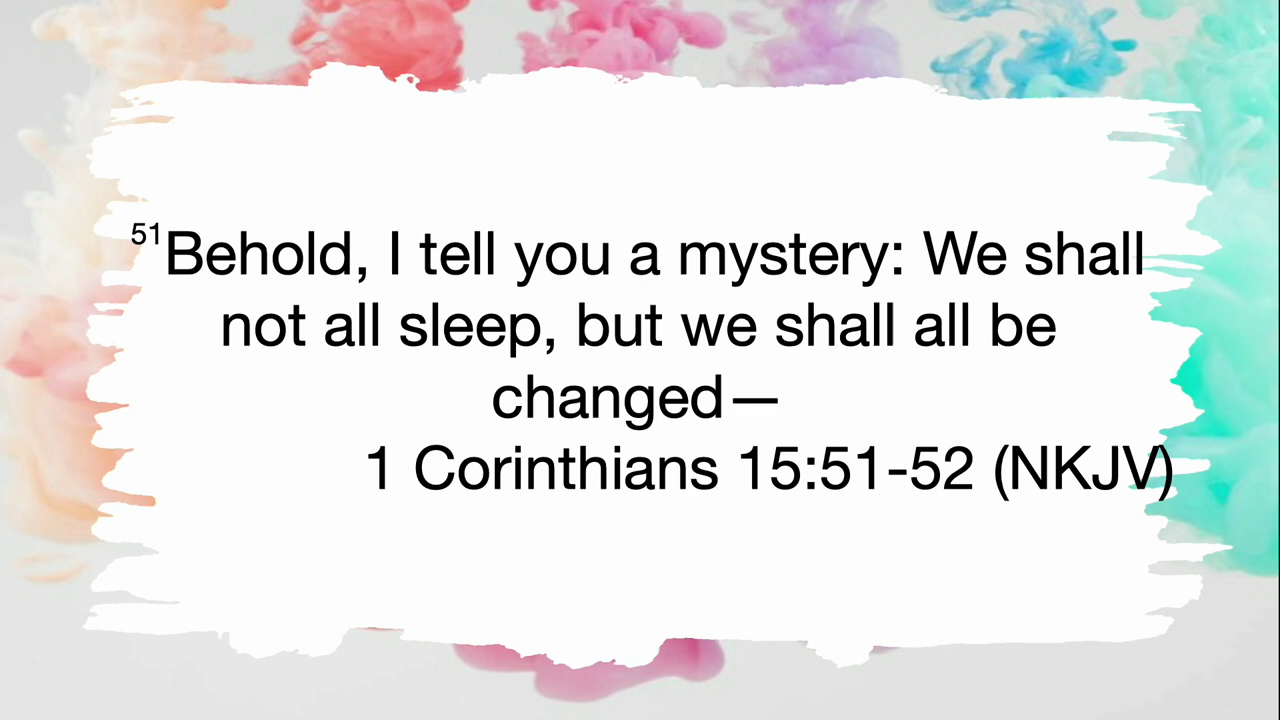 51Behold, I tell you a mystery: We shall
not all sleep, but we shall all be
changed—
1 Corinthians 15:51-52 (NKJV)